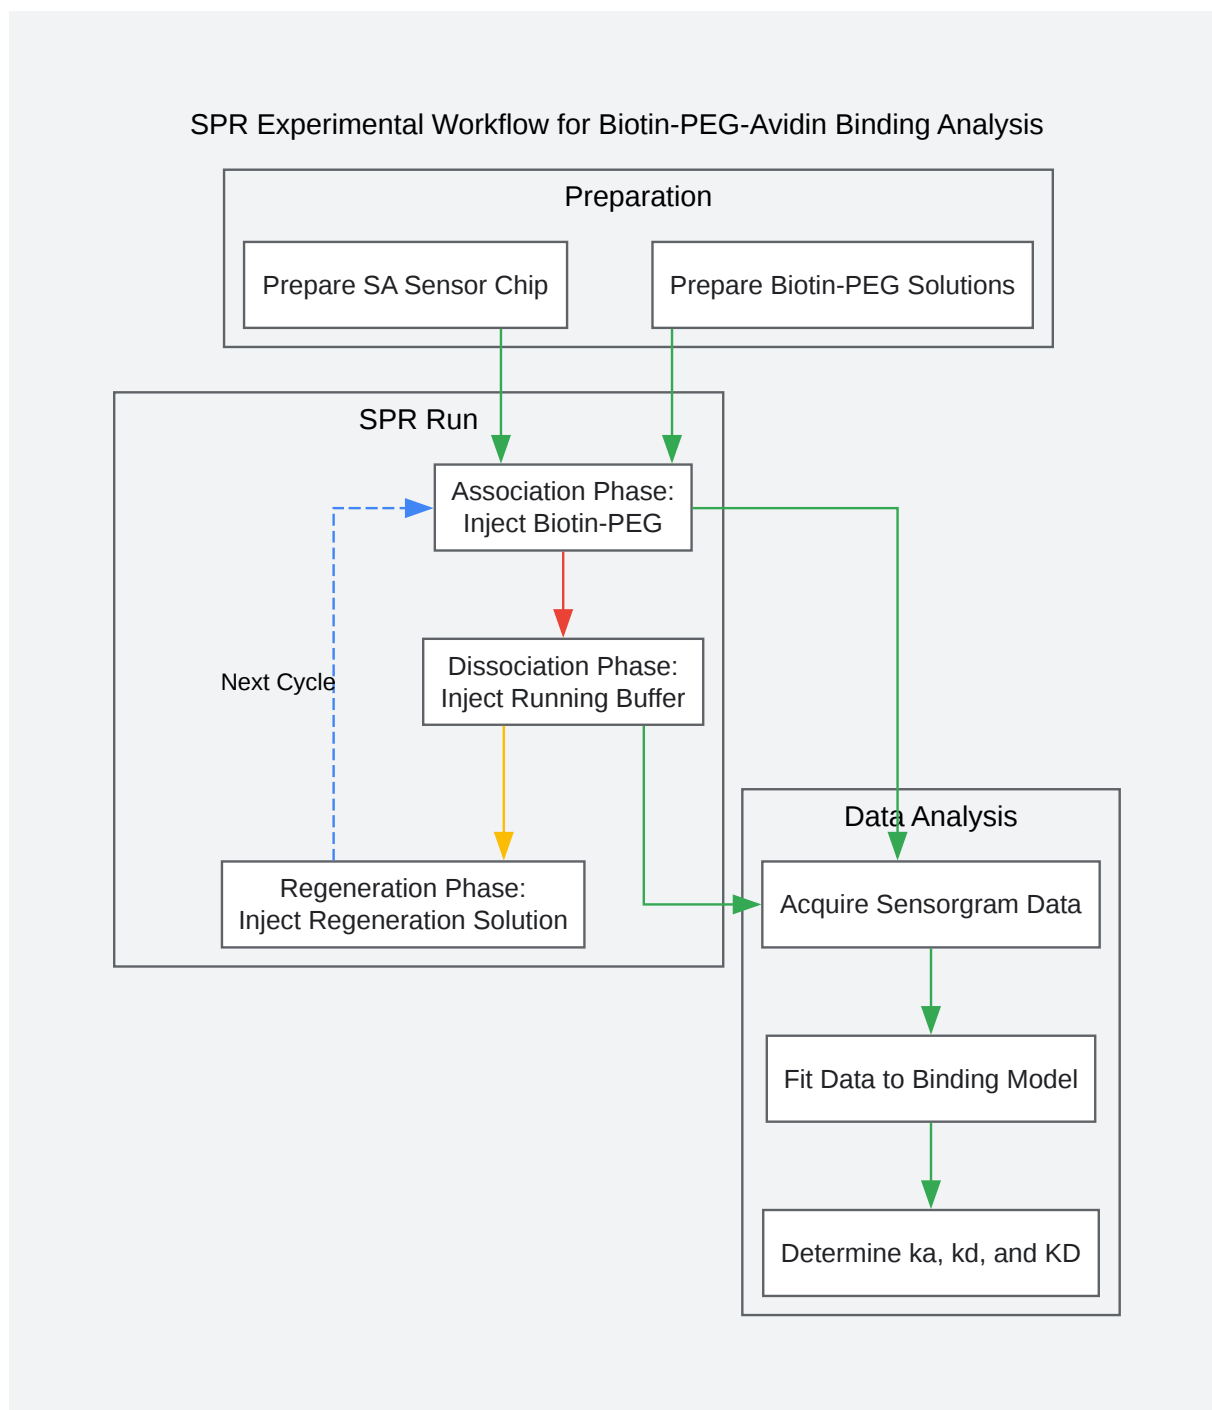 SPR Experimental Workflow for Biotin-PEG-Avidin Binding Analysis
Preparation
Prepare SA Sensor Chip
Prepare Biotin-PEG Solutions
SPR Run
Association Phase:
Inject Biotin-PEG
Dissociation Phase:
Inject Running Buffer
Next Cycle
Regeneration Phase:
Inject Regeneration Solution
Data Analysis
Acquire Sensorgram Data
Fit Data to Binding Model
Determine ka, kd, and KD